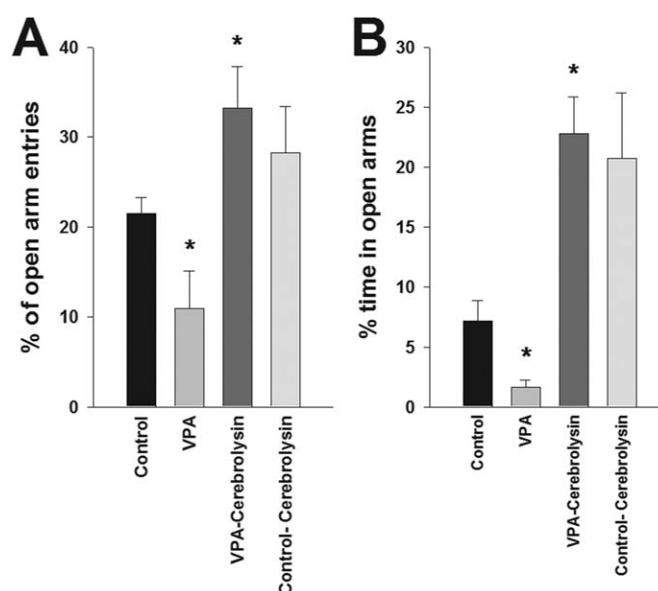 A
% of open arm entries
40
30
20
10
0
*
*
Control
VPA
VPA-Cerebrolysin
Control- Cerebrolysin
B
% time in open arms
30
25
20
15
10
5
0
*
*
Control
VPA
VPA-Cerebrolysin
Control- Cerebrolysin